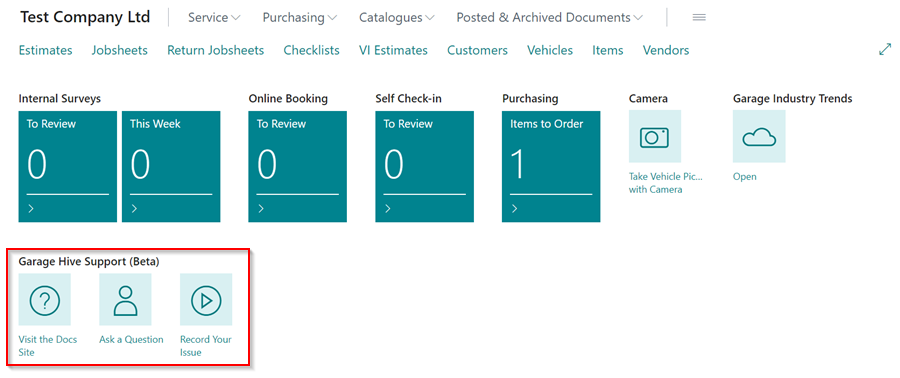 Test Company Ltd
Service
Purchasing
Catalogues
Posted & Archived Documents
Estimates
Jobsheets
Return Jobsheets
Checklists
VI Estimates
Customers
Vehicles
Items
Vendors
Internal Surveys
Online Booking
Self Check-in
Purchasing
Camera
Garage Industry Trends
To Review
0
This Week
0
To Review
0
To Review
0
Items to Order
1
Take Vehicle Pic...
with Camera
Open
Garage Hive Support (Beta)
Visit the Docs
Site
Ask a Question
Record Your
Issue